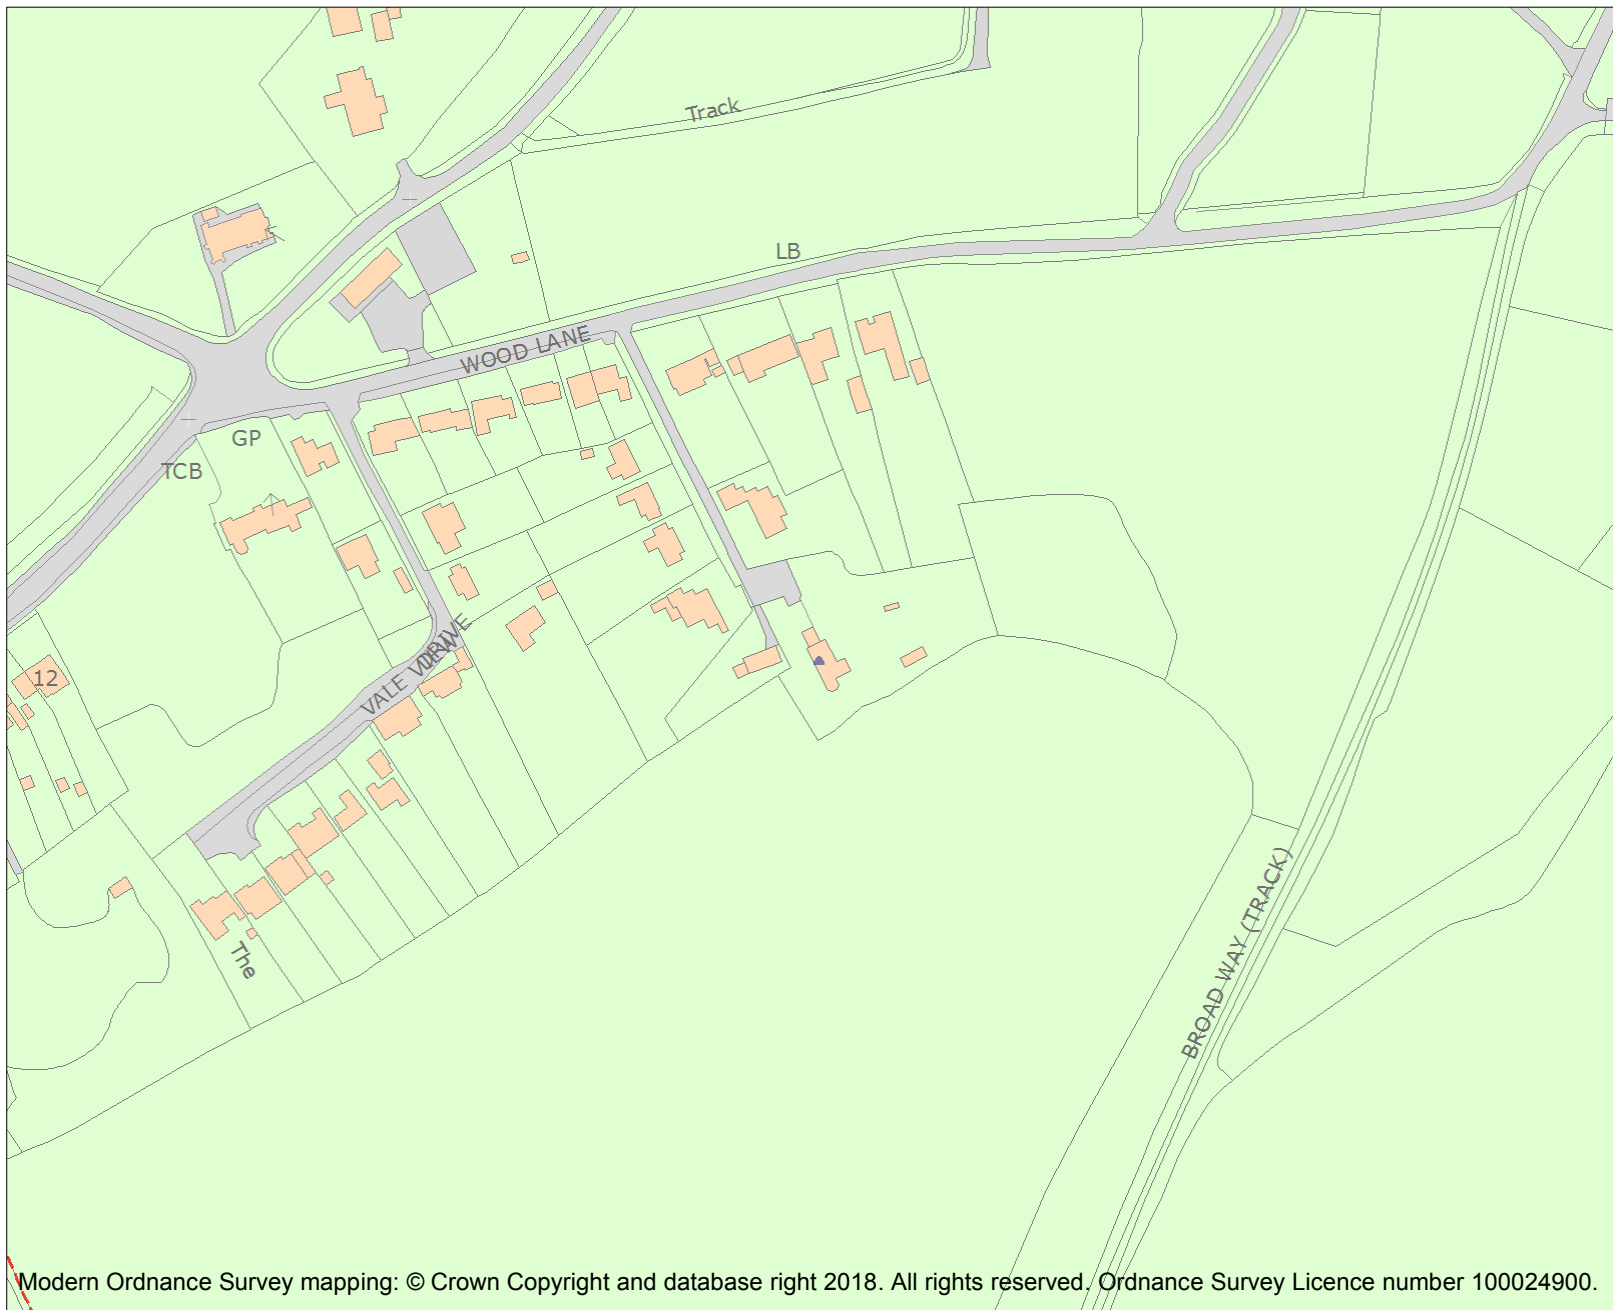 Track
LB
WOOD LANE
GP
TCB
VALE VIEW
DRIVE
12
The
BROAD WAY (TRACK)
Modern Ordnance Survey mapping: © Crown Copyright and database right 2018. All rights reserved. Ordnance Survey Licence number 100024900.